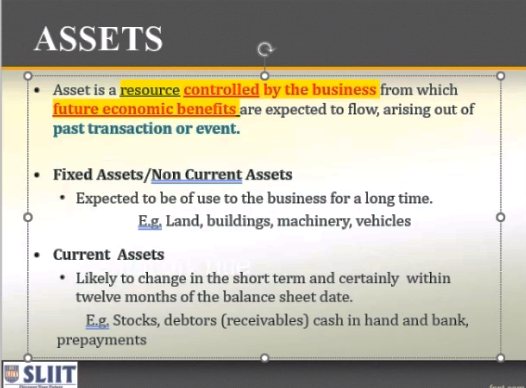 ASSETS
• Asset is a resource controlled by the business from which
future economic benefits are expected to flow, arising out of
past transaction or event.
• Fixed Assets/Non Current Assets
• Expected to be of use to the business for a long time.
E.g. Land, buildings, machinery, vehicles
• Current Assets
• Likely to change in the short term and certainly within
twelve months of the balance sheet date.
E.g. Stocks, debtors (receivables) cash in hand and bank,
prepayments
SLIIT